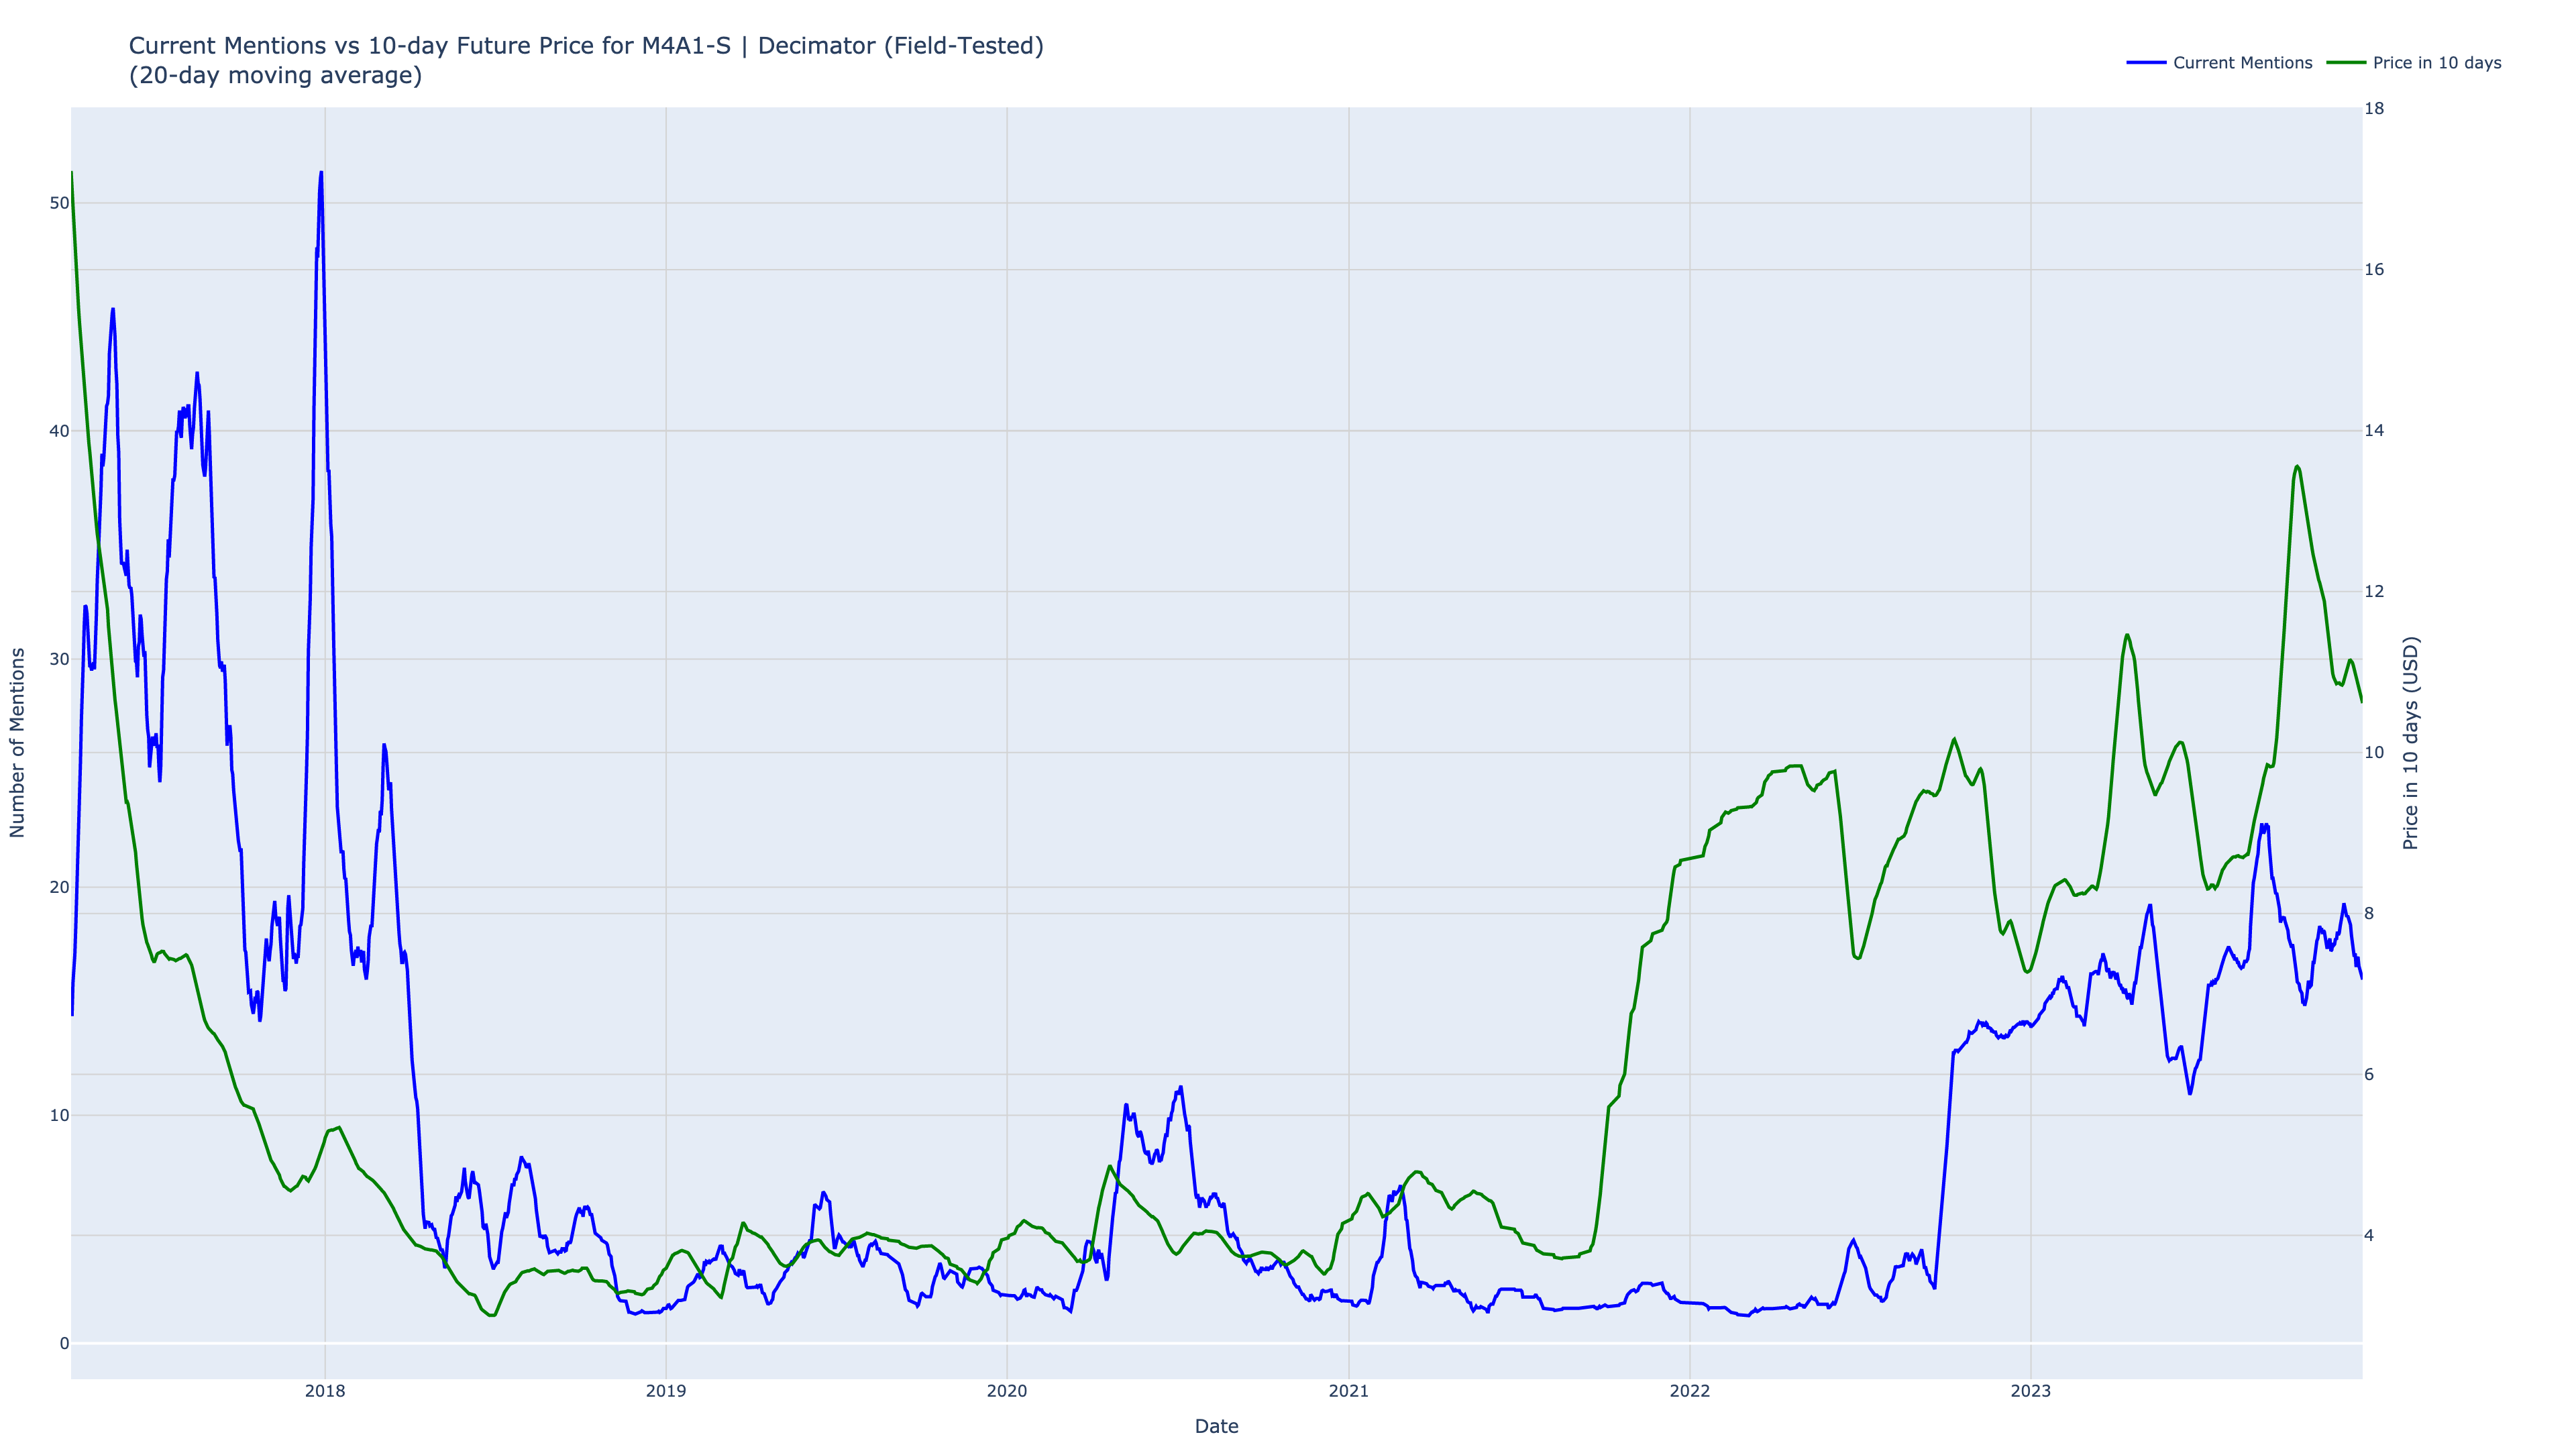 Current Mentions vs 10-day Future Price for M4A1-S | Decimator (Field-Tested)
(20-day moving average)
Current Mentions
Price in 10 days
50
40
30
20
10
0
Number of Mentions
18
16
14
12
10
8
6
4
Price in 10 days (USD)
2018
2019
2020
2021
2022
2023
Date